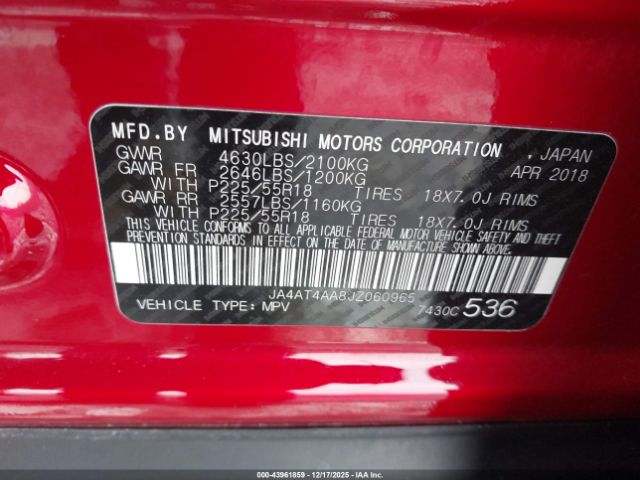 MFD.BY MITSUBISHI MOTORS CORPORATION , JAPAN
GVWR 4630LBS/2100KG APR 2018
GAWR FR 2646LBS/1200KG
WITH P225/55R18 TIRES 18X7.0J RIMS
GAWR RR 2557LBS/1160KG
WITH P225/55R18 TIRES 18X7.0J RIMS
THIS VEHICLE CONFORMS TO ALL APPLICABLE FEDERAL MOTOR VEHICLE SAFETY AND THEFT
PREVENTION STANDARDS IN EFFECT ON THE DATE OF MANUFACTURE SHOWN ABOVE.
JA4AT4AA8JZ060965
VEHICLE TYPE: MPV 7430C 536
00-43961859 - 12/17/2025 - IAA Inc.